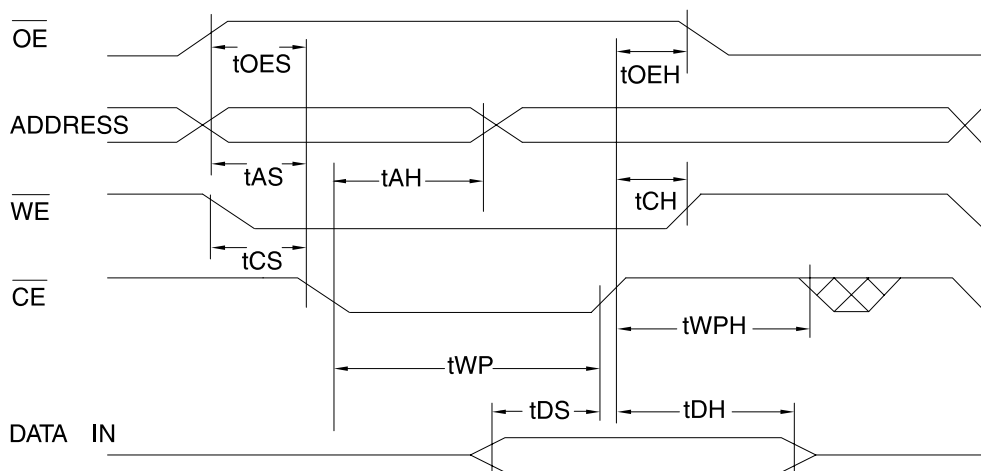 OE
tOES
tOEH
ADDRESS
tAS
tAH
tCH
WE
tCS
CE
tWPH
tWP
tDS
tDH
DATA IN